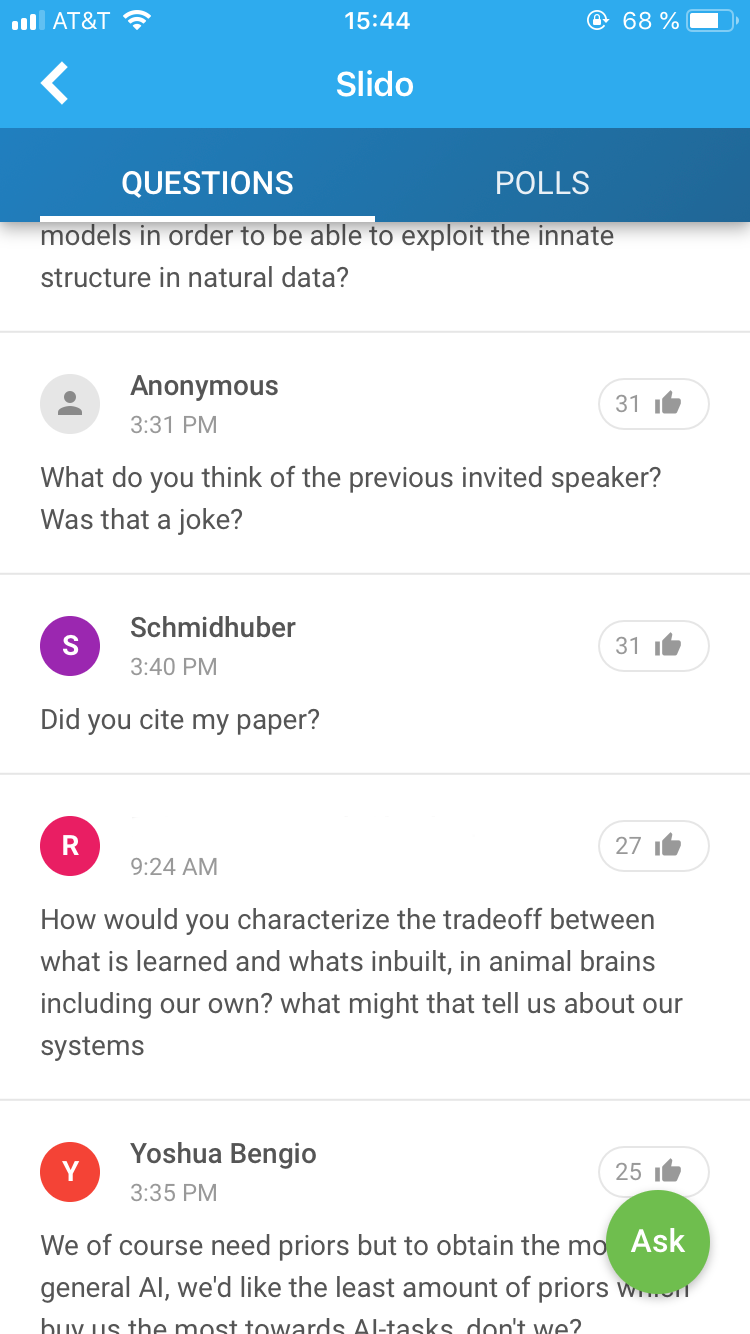 AT&T 15:44 68 %
Slido
QUESTIONS POLLS
models in order to be able to exploit the innate
structure in natural data?
Anonymous
3:31 PM
31
What do you think of the previous invited speaker?
Was that a joke?
S
Schmidhuber
3:40 PM
31
Did you cite my paper?
R
9:24 AM
27
How would you characterize the tradeoff between
what is learned and whats inbuilt, in animal brains
including our own? what might that tell us about our
systems
Y
Yoshua Bengio
3:35 PM
25
We of course need priors but to obtain the
Ask
general AI, we'd like the least amount of priors which
buy us the most towards AI-tasks, don't we?